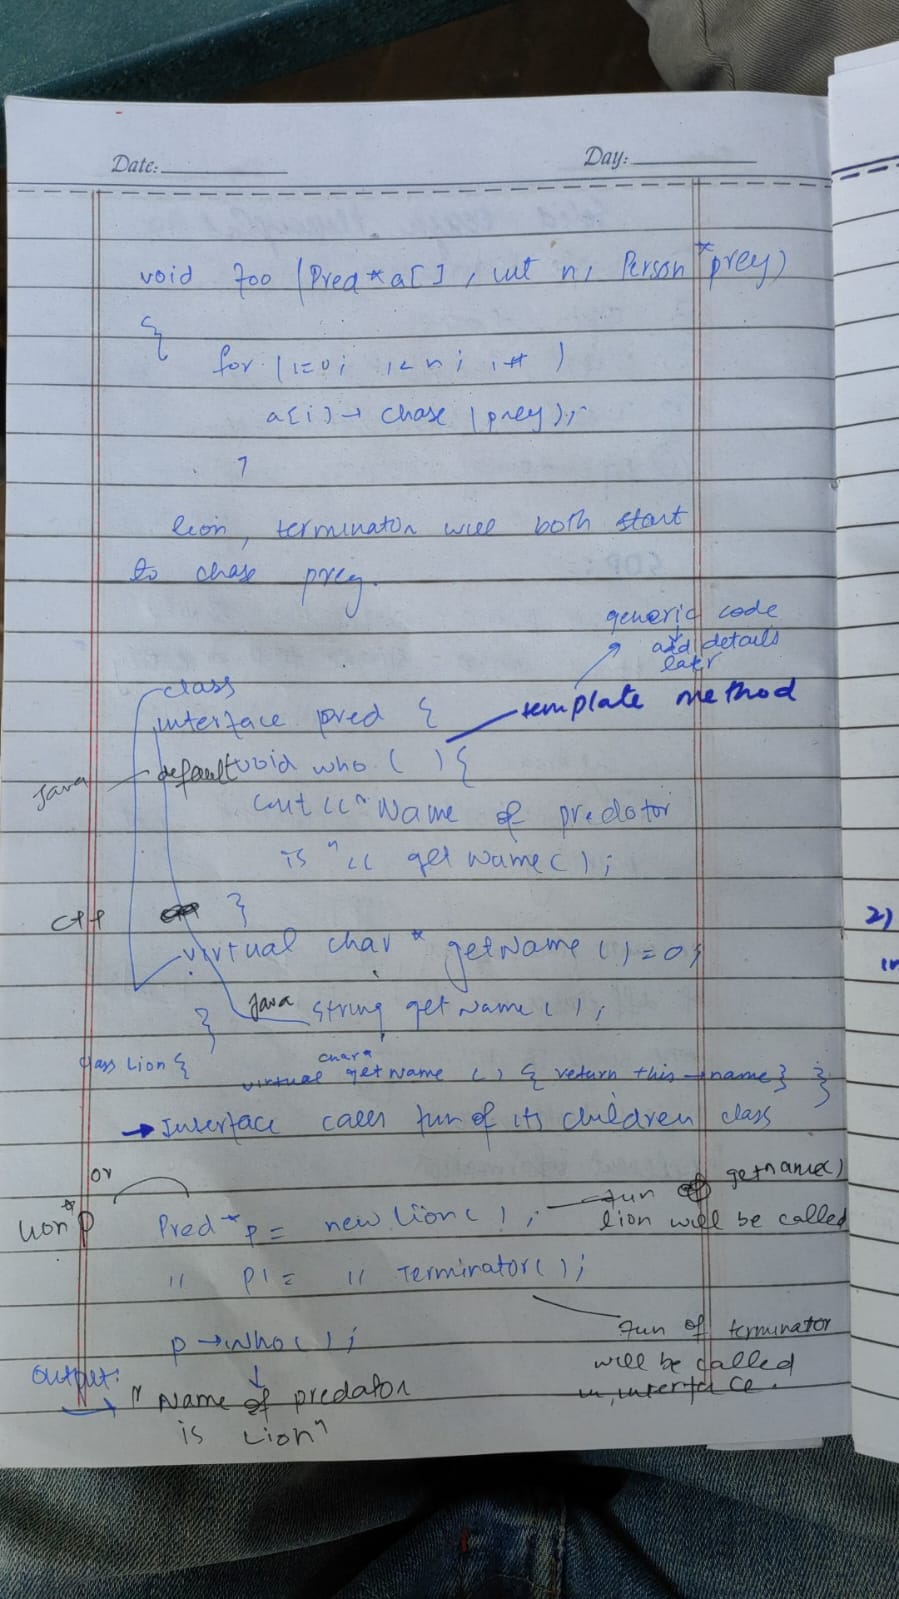 Date:
Day:
void foo (Pred * a[], int n, Person *prey)
{
for (i=0; i<n; i++)
a[i] → chase (prey);
}
lion, terminator will both start
to chase prey.
generic code
add details
later
class
interface pred {
template method
Java
default void who () {
cout << "Name of predator
is " << getName();
}
Cpp
virtual char * getName () = 0;
}
Java String getName ();
class Lion {
virtual char* getName () { return this → name } }
→ Interface calls fun of its children class
or
Lion* p
Pred * p = new Lion();
fun of getname()
lion will be called
" p1 = " Terminator();
p → who();
fun of terminator
will be called
in interface.
Output:
" Name of predator
is Lion"
2)